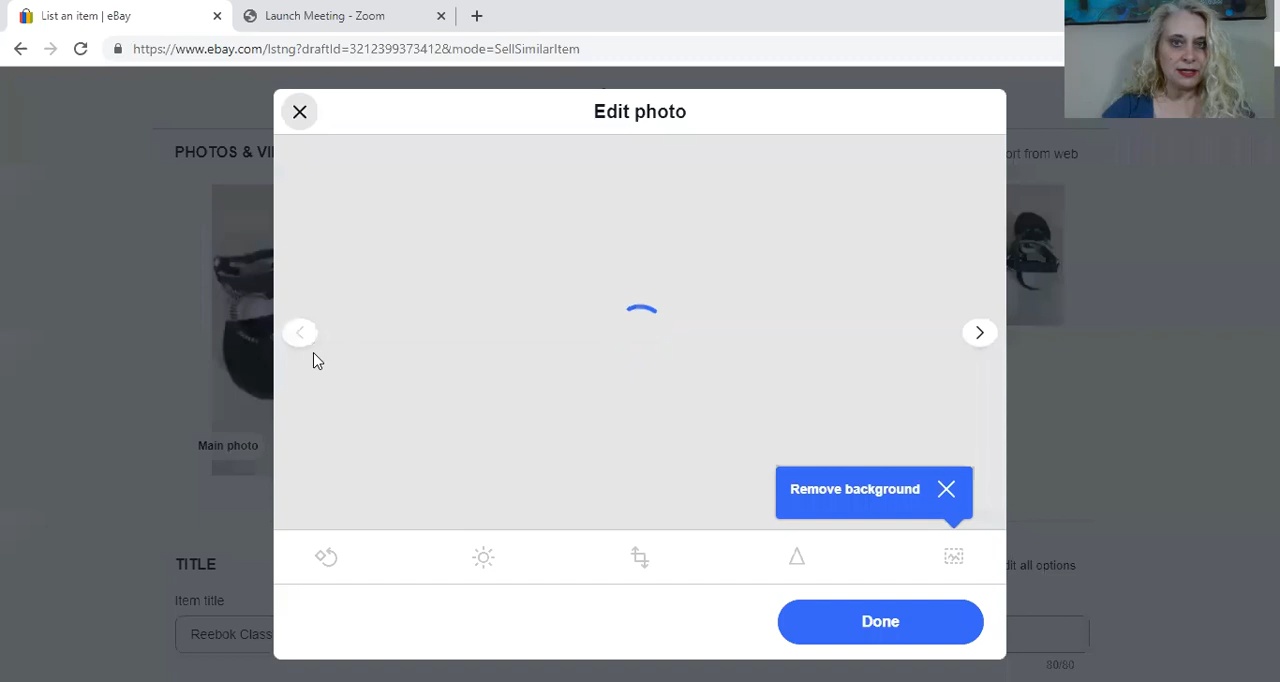 List an item | eBay
Launch Meeting - Zoom
https://www.ebay.com/lstng?draftId=32123993734128&mode=SellSimilarItem
Edit photo
PHOTOS & VI
ort from web
Main photo
Remove background
TITLE
dit all options
Item title
Reebok Class
Done
80/80